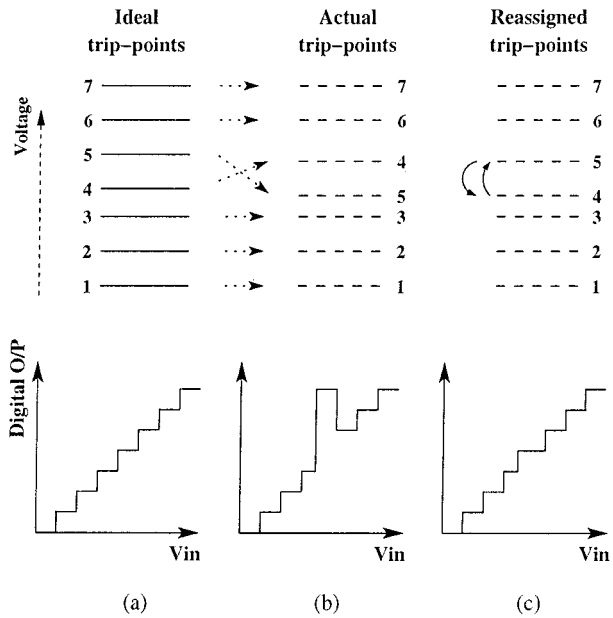 Ideal
trip-points
Actual
trip-points
Reassigned
trip-points
Voltage
7
6
5
4
3
2
1
7
6
4
5
3
2
1
7
6
5
4
3
2
1
Digital O/P
Vin
Vin
Vin
(a)
(b)
(c)